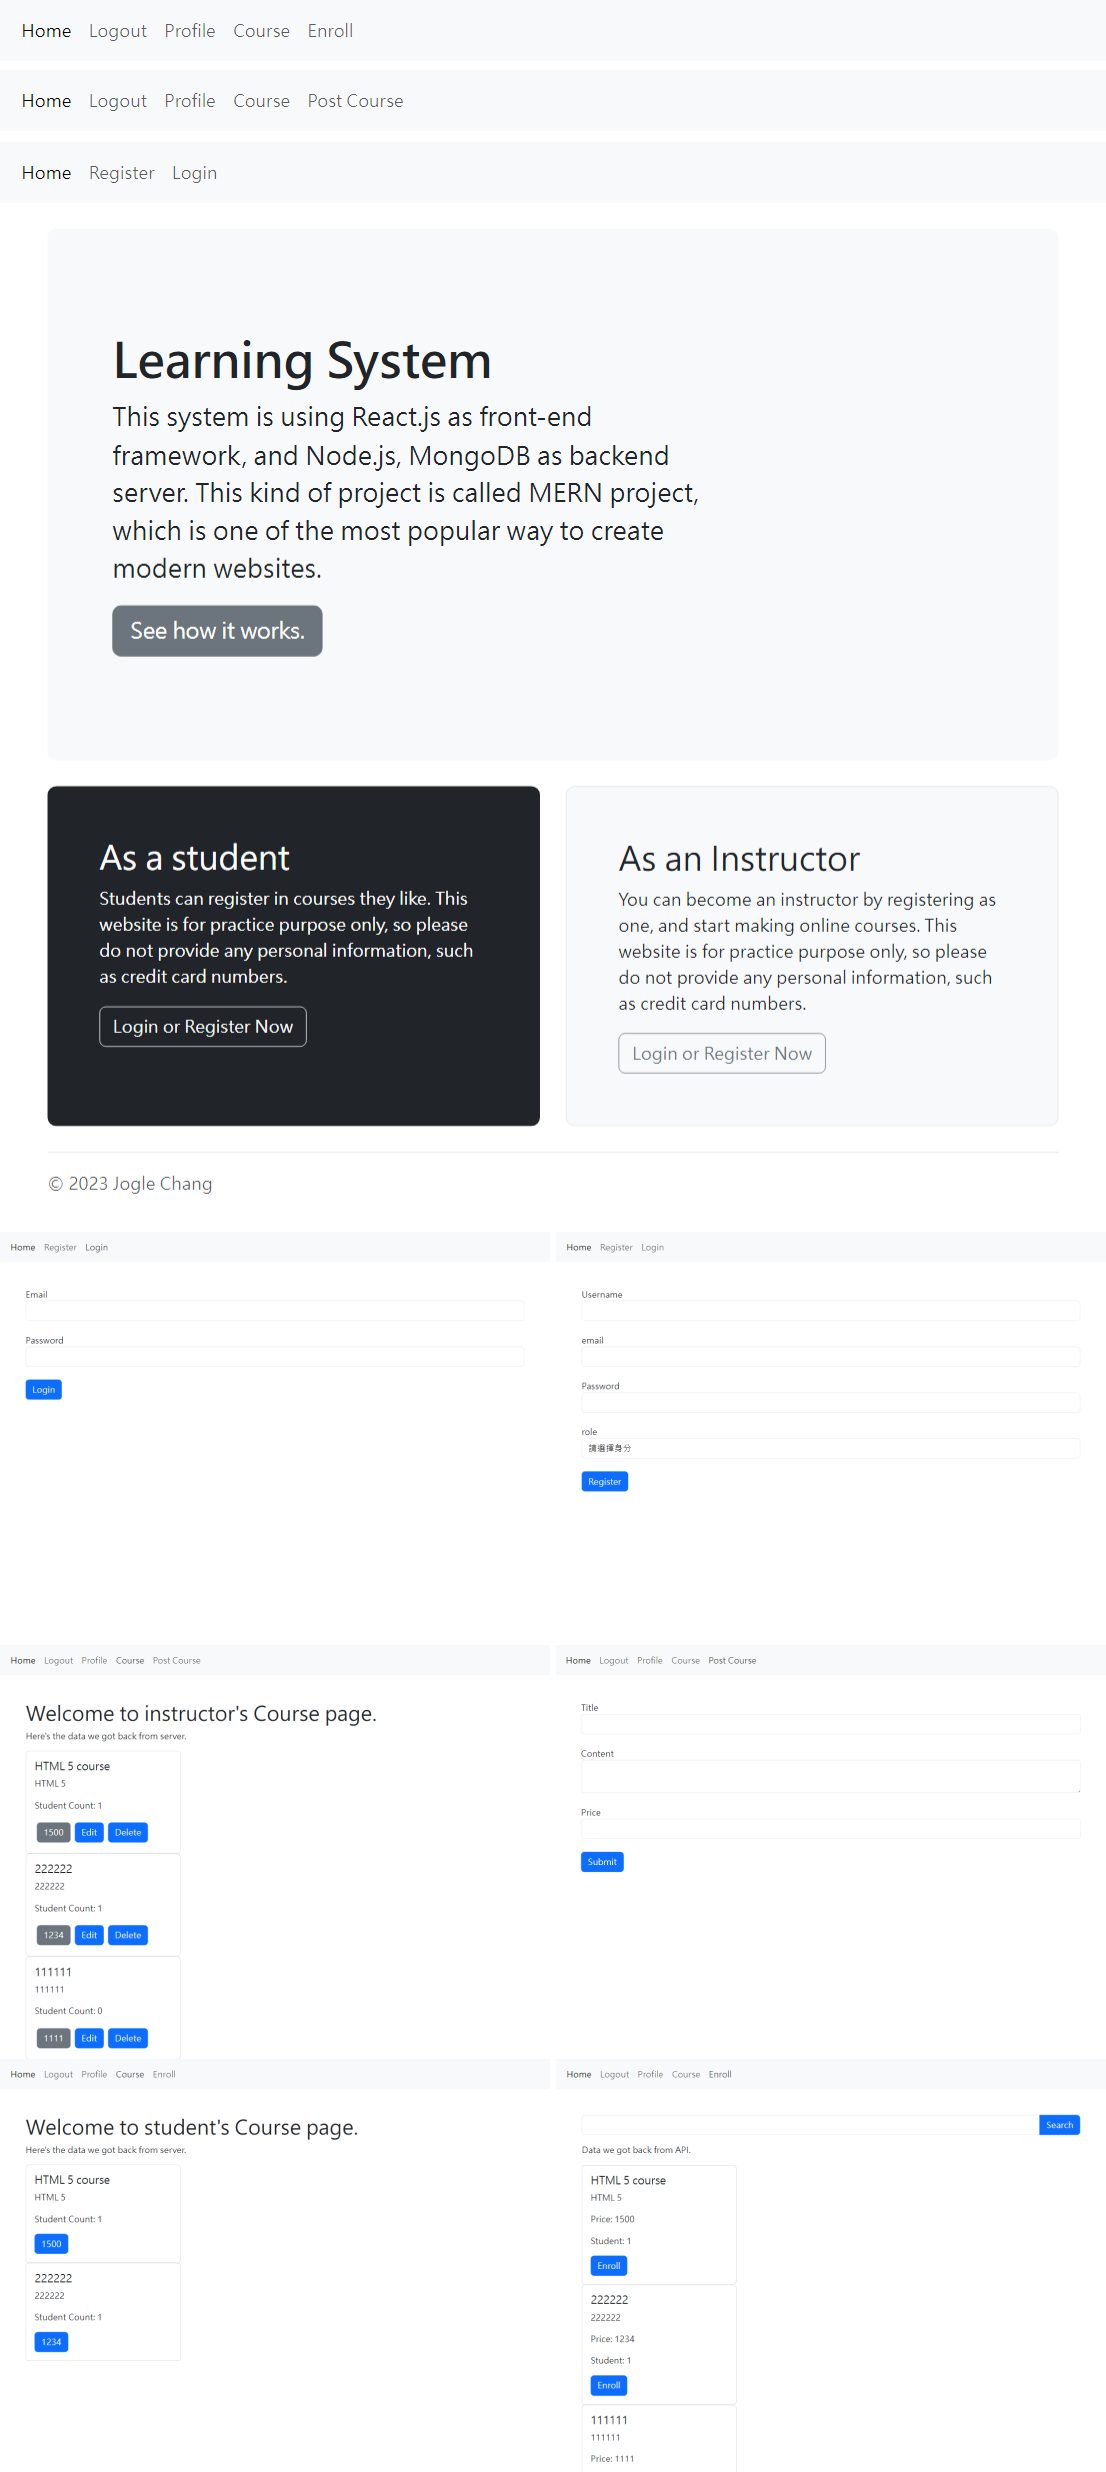 Home Logout Profile Course Enroll
Home Logout Profile Course Post Course
Home Register Login
Learning System
This system is using React.js as front-end
framework, and Node.js, MongoDB as backend
server. This kind of project is called MERN project,
which is one of the most popular way to create
modern websites.
See how it works.
As a student
Students can register in courses they like. This
website is for practice purpose only, so please
do not provide any personal information, such
as credit card numbers.
Login or Register Now
As an Instructor
You can become an instructor by registering as
one, and start making online courses. This
website is for practice purpose only, so please
do not provide any personal information, such
as credit card numbers.
Login or Register Now
© 2023 Jogle Chang
Home Register Login
Email
Password
Login
Home Register Login
Username
email
Password
role
請選擇身分
Register
Home Logout Profile Course Post Course
Welcome to instructor's Course page.
Here's the data we got back from server.
HTML 5 course
HTML 5
Student Count: 1
1500 Edit Delete
222222
222222
Student Count: 1
1234 Edit Delete
111111
111111
Student Count: 0
1111 Edit Delete
Home Logout Profile Course Post Course
Title
Content
Price
Submit
Home Logout Profile Course Enroll
Welcome to student's Course page.
Here's the data we got back from server.
HTML 5 course
HTML 5
Student Count: 1
1500
222222
222222
Student Count: 1
1234
Home Logout Profile Course Enroll
Search
Data we got back from API.
HTML 5 course
HTML 5
Price: 1500
Student: 1
Enroll
222222
222222
Price: 1234
Student: 1
Enroll
111111
111111
Price: 1111